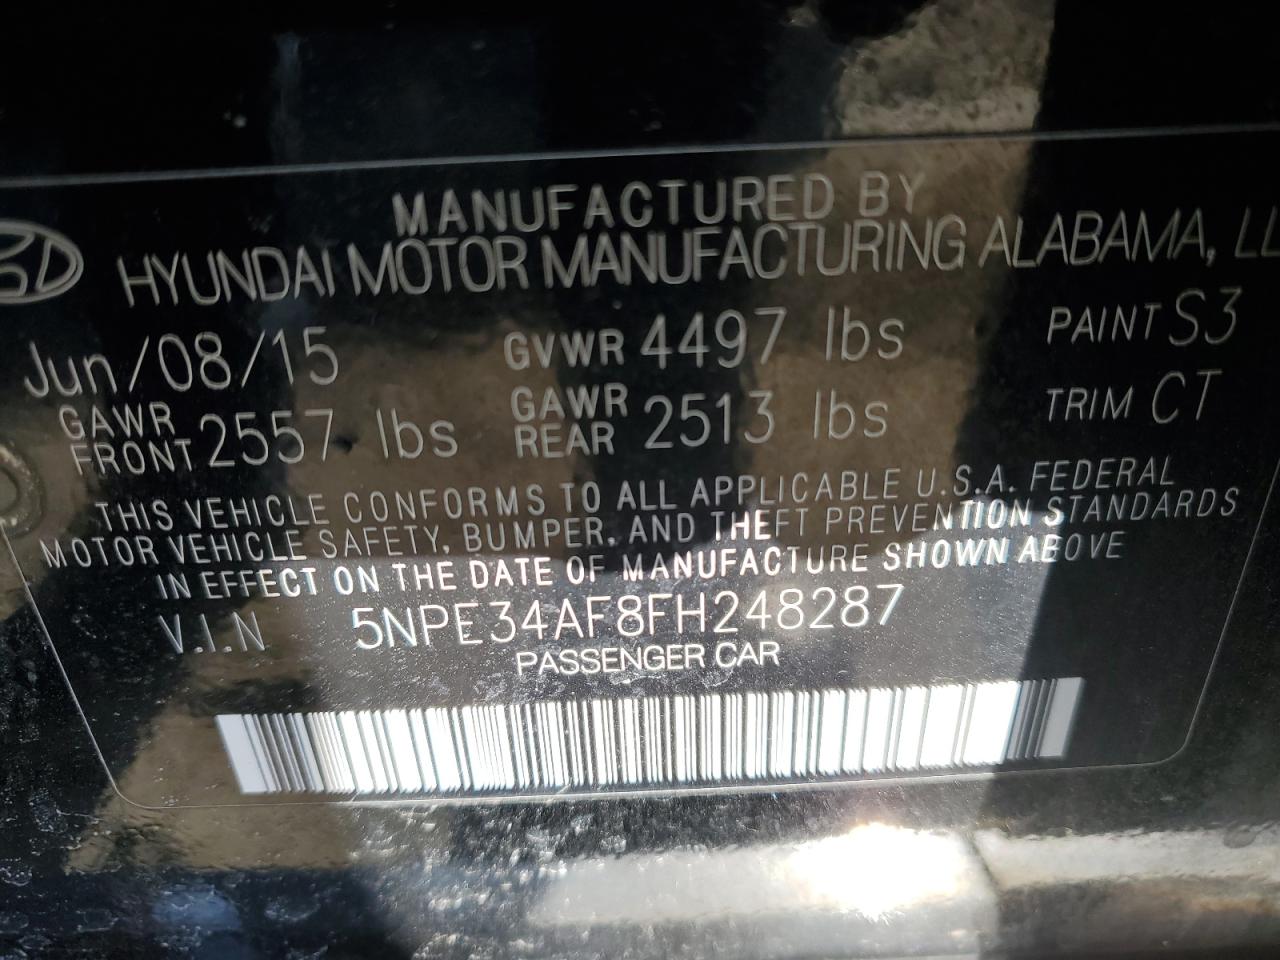 MANUFACTURED BY
HYUNDAI MOTOR MANUFACTURING ALABAMA, LL
Jun/08/15 GVWR 4497 lbs PAINT S3
GAWR FRONT 2557 lbs GAWR REAR 2513 lbs TRIM CT
THIS VEHICLE CONFORMS TO ALL APPLICABLE U.S.A. FEDERAL
MOTOR VEHICLE SAFETY, BUMPER, AND THEFT PREVENTION STANDARDS
IN EFFECT ON THE DATE OF MANUFACTURE SHOWN ABOVE
V.I.N 5NPE34AF8FH248287
PASSENGER CAR